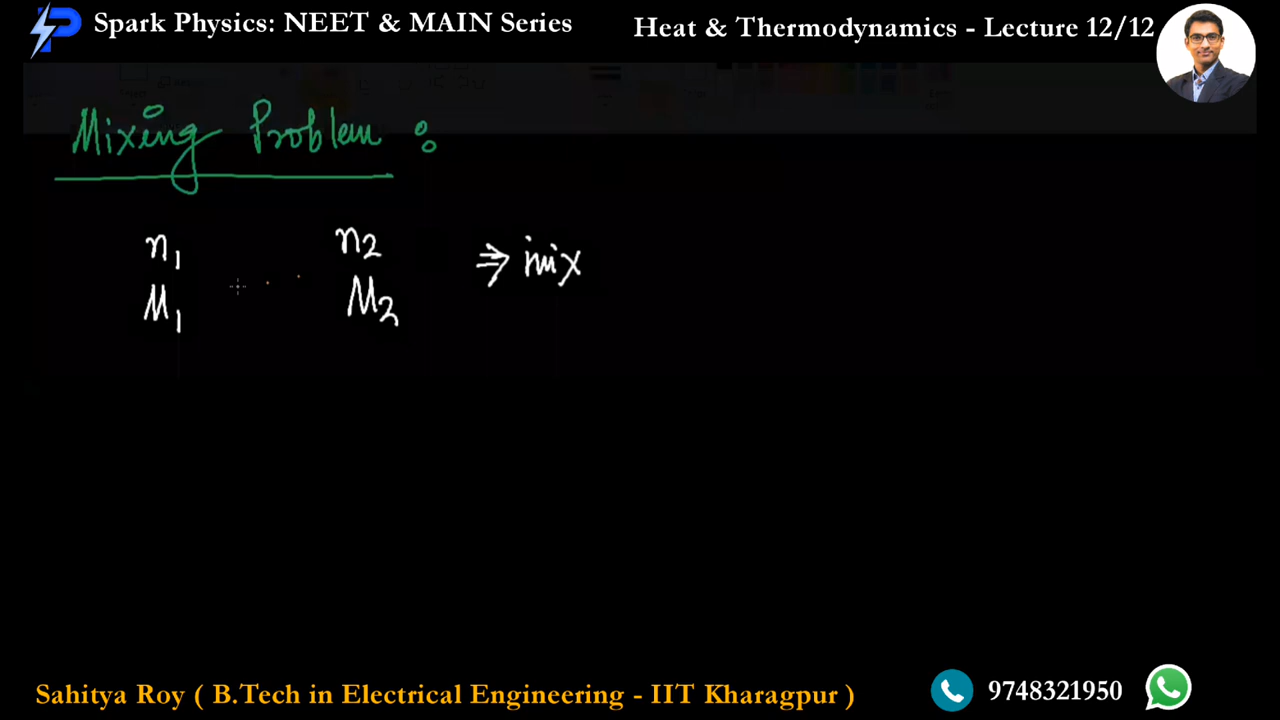 Spark Physics: NEET & MAIN Series
Heat & Thermodynamics - Lecture 12/12
Mixing Problem :
n1 n2 ⇒ mix
M1 M2
Sahitya Roy ( B.Tech in Electrical Engineering - IIT Kharagpur )
9748321950